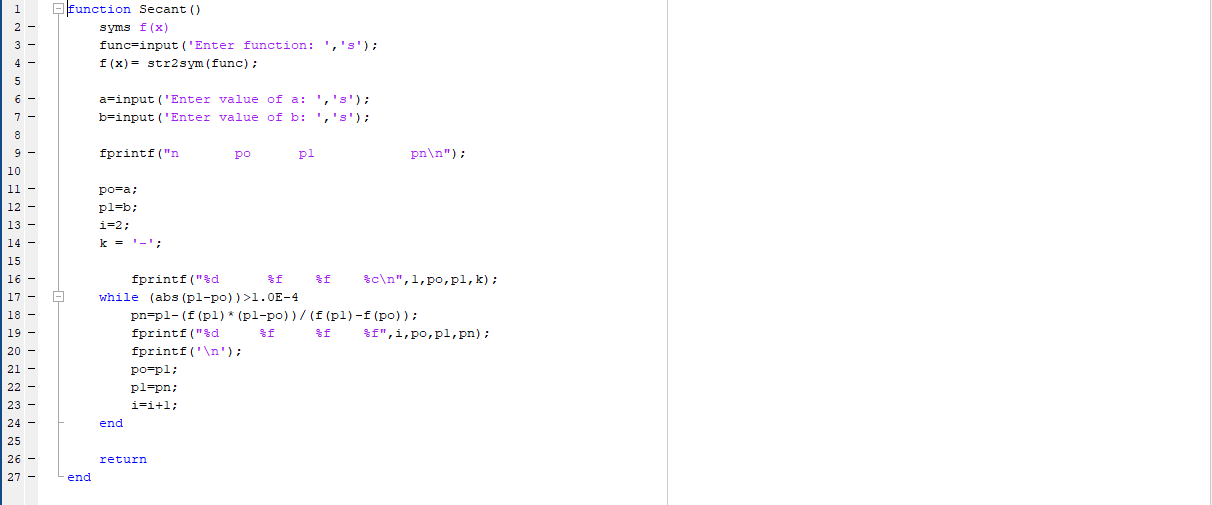 1 function Secant()
2 syms f(x)
3 func=input('Enter function: ','s');
4 f(x)= str2sym(func);
5
6 a=input('Enter value of a: ','s');
7 b=input('Enter value of b: ','s');
8
9 fprintf("n       po      p1            pn\n");
10
11 po=a;
12 p1=b;
13 i=2;
14 k = '-';
15
16 fprintf("%d      %f    %f    %c\n",1,po,p1,k);
17 while (abs(p1-po))>1.0E-4
18 pn=p1-(f(p1)*(p1-po))/(f(p1)-f(po));
19 fprintf("%d     %f     %f    %f",i,po,p1,pn);
20 fprintf('\n');
21 po=p1;
22 p1=pn;
23 i=i+1;
24 end
25
26 return
27 end